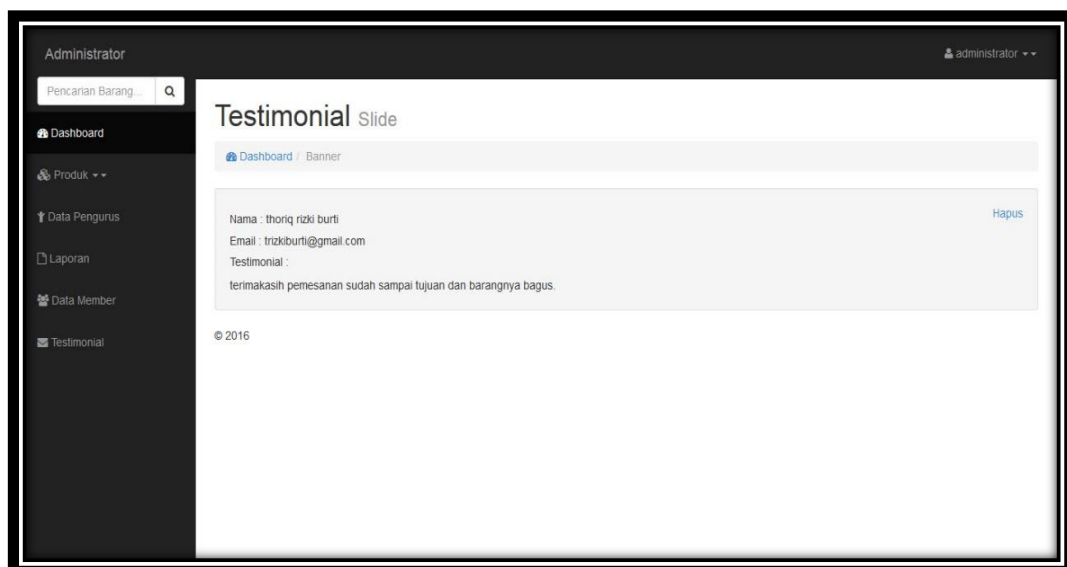 Administrator
administrator
Pencarian Barang...
Dashboard
Produk
Data Pengurus
Laporan
Data Member
Testimonial
Testimonial Slide
Dashboard / Banner
Nama : thoriq rizki burti
Hapus
Email : trizkiburti@gmail.com
Testimonial :
terimakasih pemesanan sudah sampai tujuan dan barangnya bagus.
© 2016